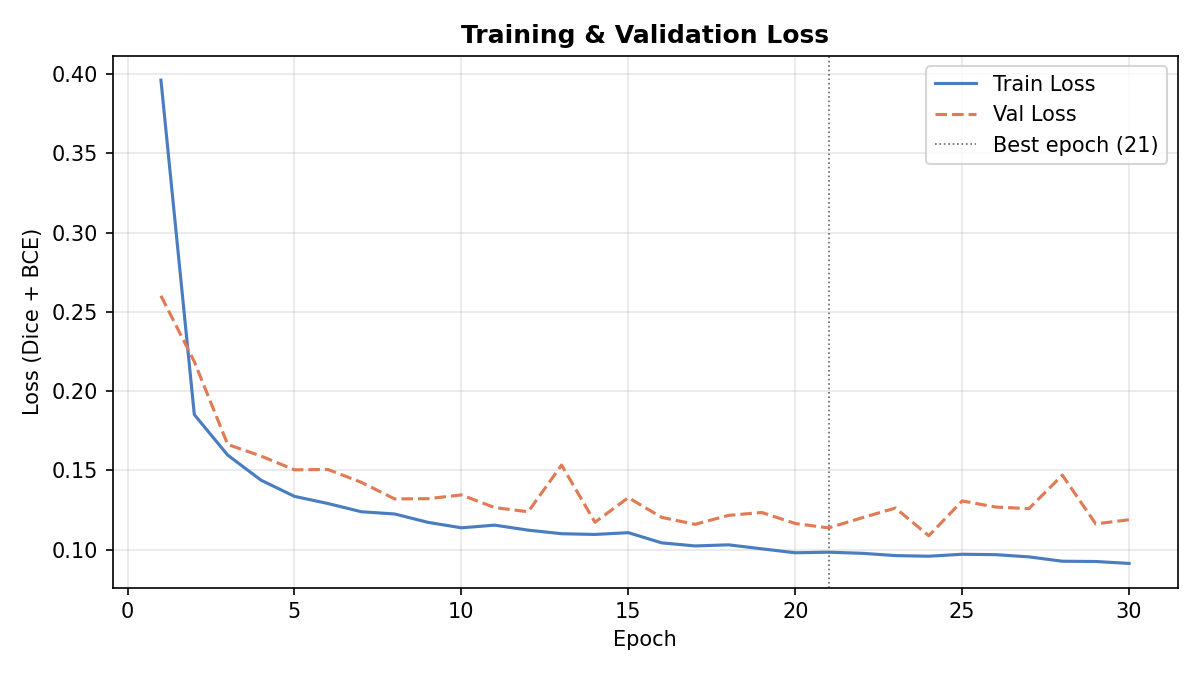 Training & Validation Loss
Train Loss
Val Loss
Best epoch (21)
Loss (Dice + BCE)
0.40
0.35
0.30
0.25
0.20
0.15
0.10
0
5
10
15
20
25
30
Epoch